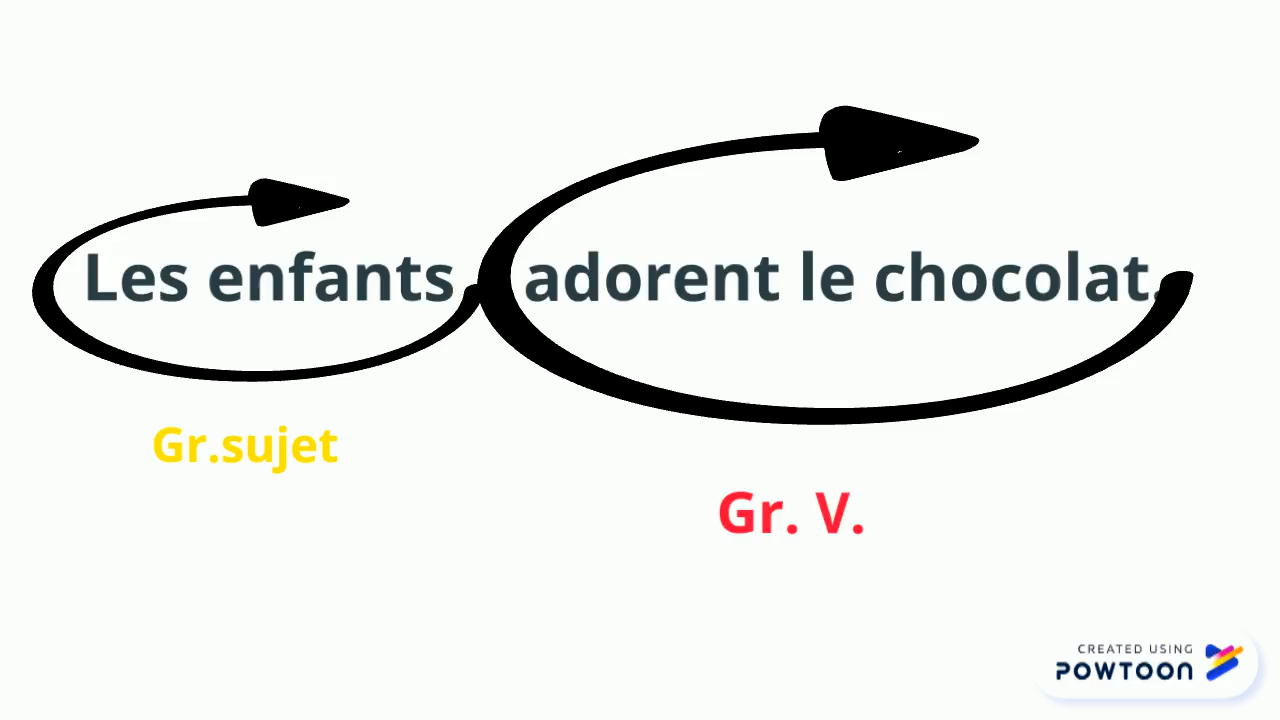 Les enfants adorent le chocolat.
Gr.sujet
Gr. V.
CREATED USING
POWTOON